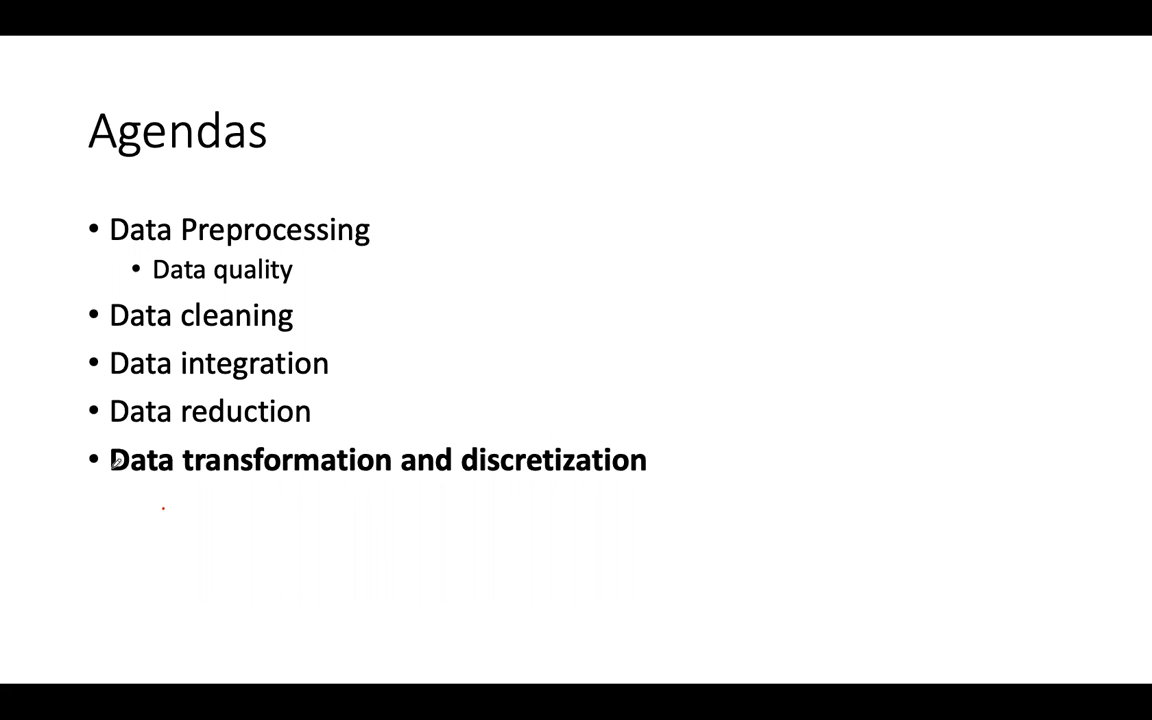 Agendas
• Data Preprocessing
• Data quality
• Data cleaning
• Data integration
• Data reduction
• Data transformation and discretization